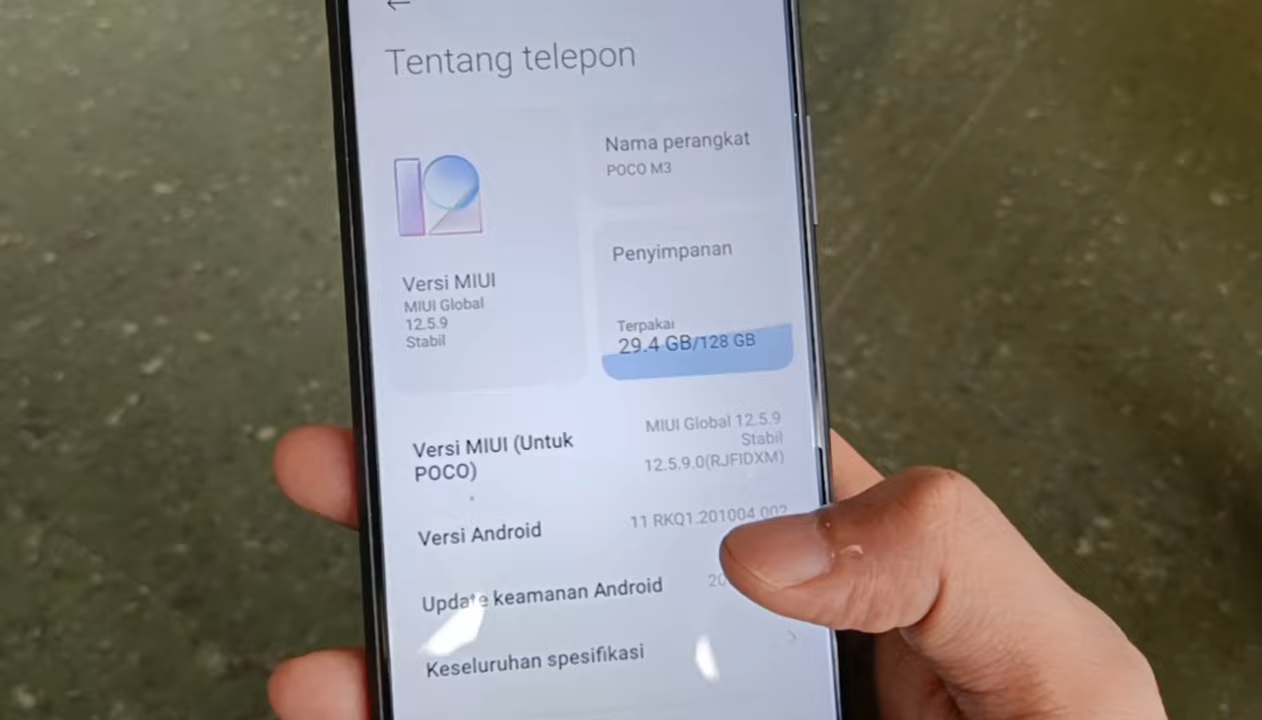 Tentang telepon
Versi MIUI
MIUI Global
12.5.9
Stabil
Nama perangkat
POCO M3
Penyimpanan
Terpakai
29.4 GB/128 GB
Versi MIUI (Untuk
POCO)
MIUI Global 12.5.9
Stabil
12.5.9.0(RJFIDXM)
Versi Android
11 RKQ1.201004.002
Update keamanan Android
Keseluruhan spesifikasi